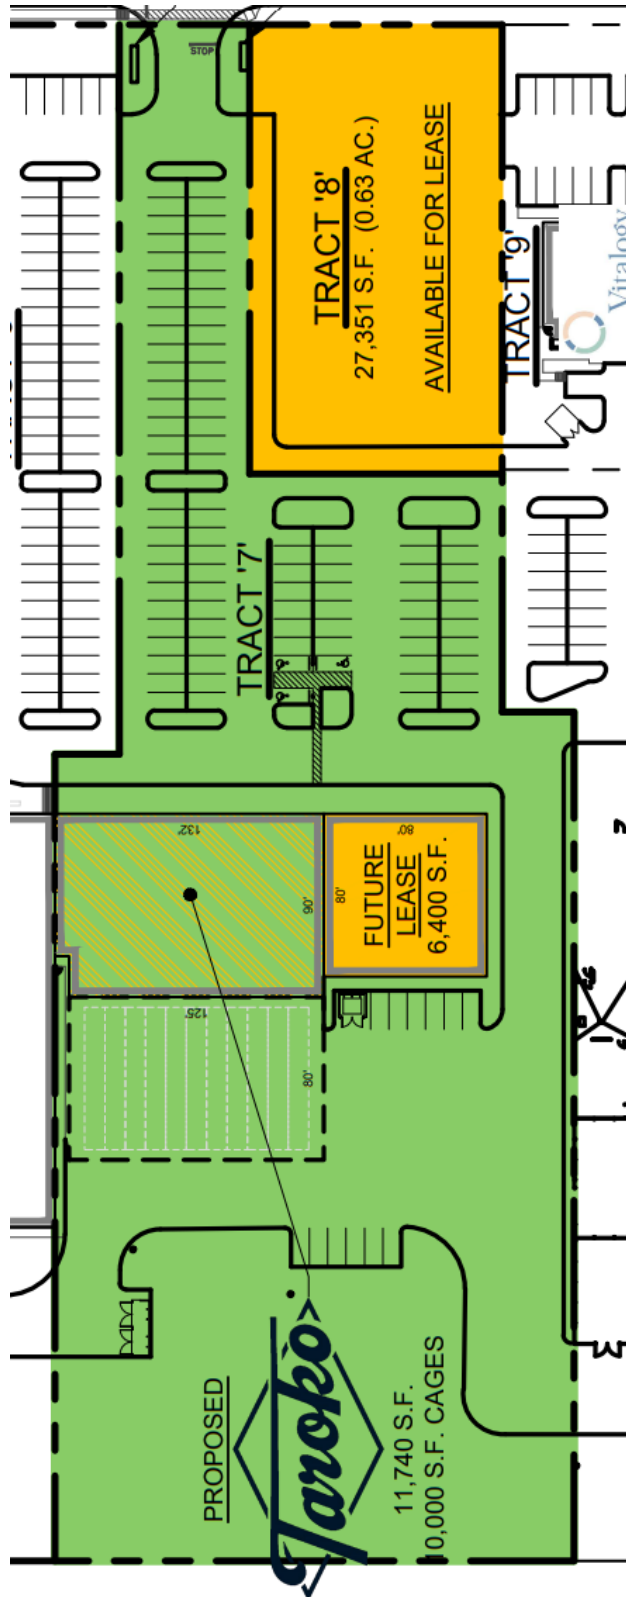 STOP
TRACT '8'
27,351 S.F. (0.63 AC.)
AVAILABLE FOR LEASE
TRACT '9'
Vitalogy
TRACT '7'
132'
90'
80'
80'
FUTURE
LEASE
6,400 S.F.
125'
80'
PROPOSED
Taroko
11,740 S.F.
10,000 S.F. CAGES